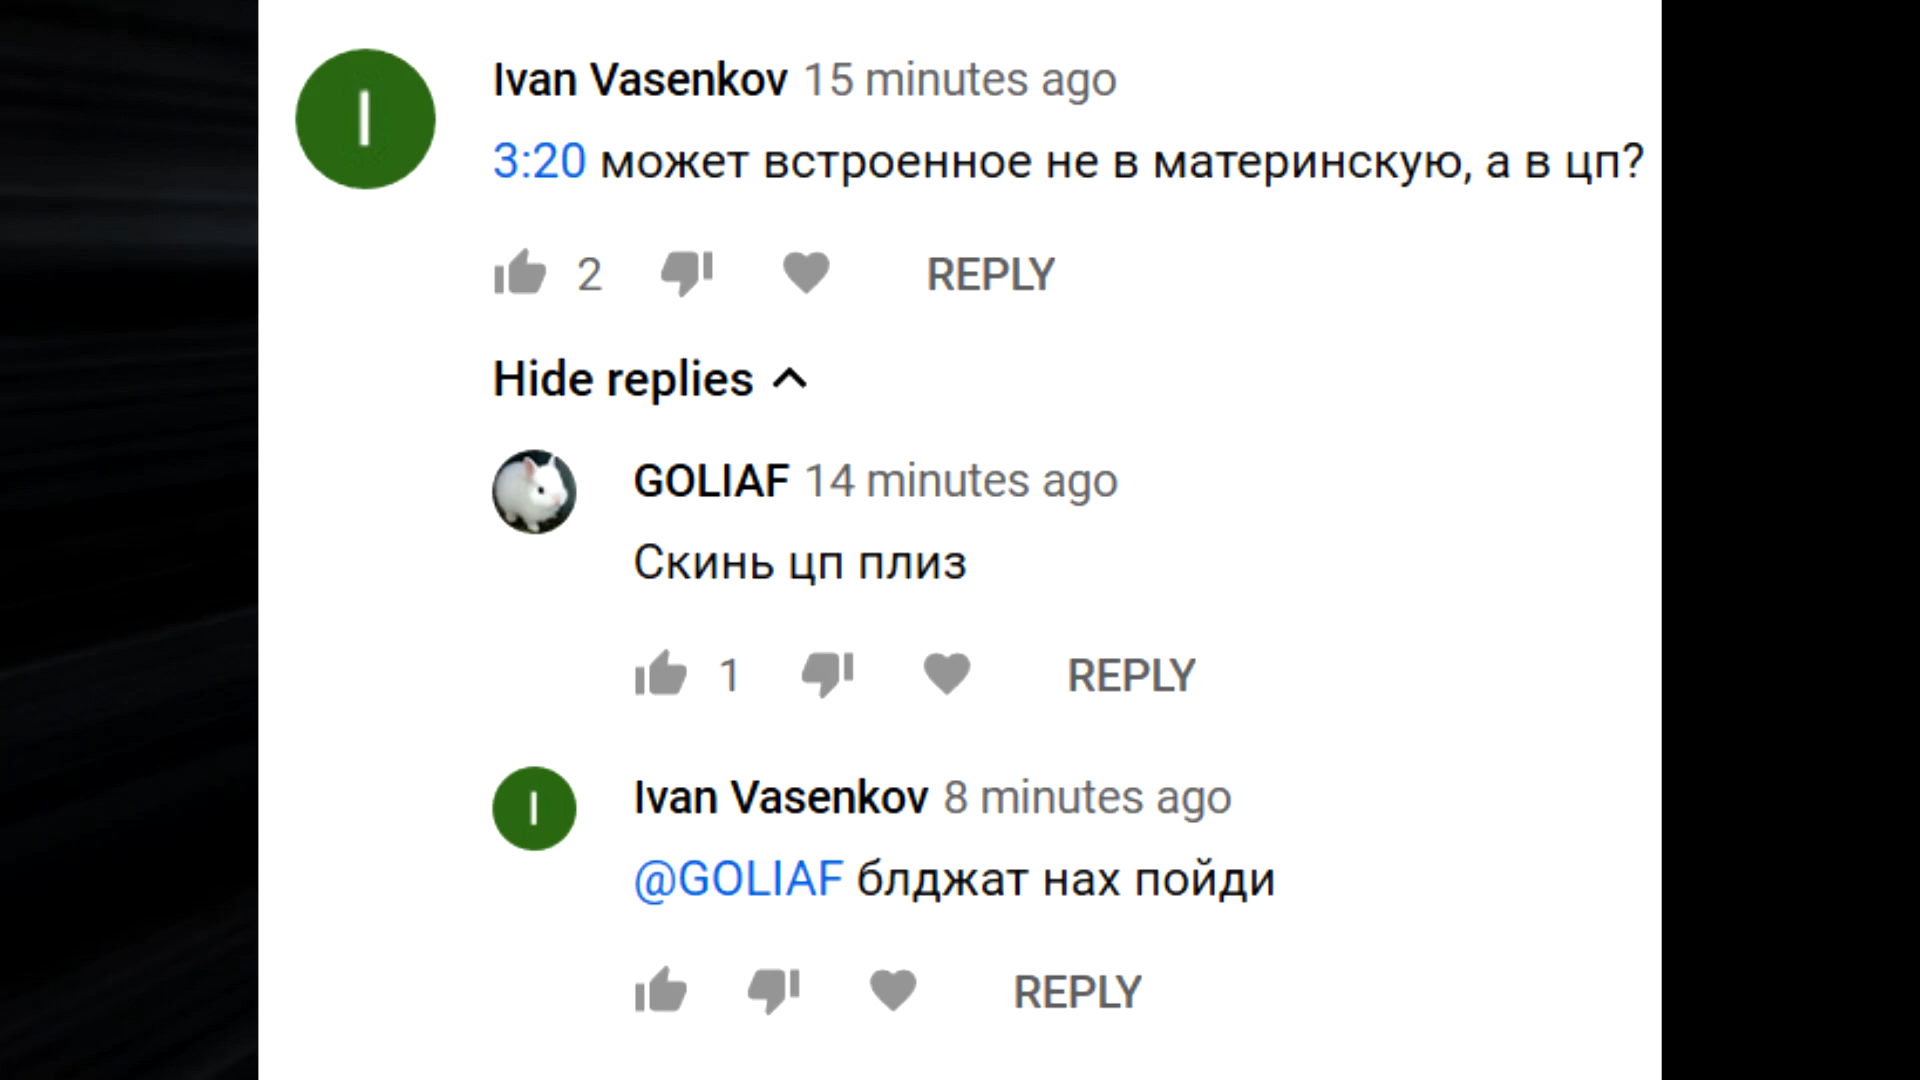 I
Ivan Vasenkov 15 minutes ago
3:20 может встроенное не в материнскую, а в цп?
2 REPLY
Hide replies
GOLIAF 14 minutes ago
Скинь цп плиз
1 REPLY
I
Ivan Vasenkov 8 minutes ago
@GOLIAF блджат нах пойди
REPLY